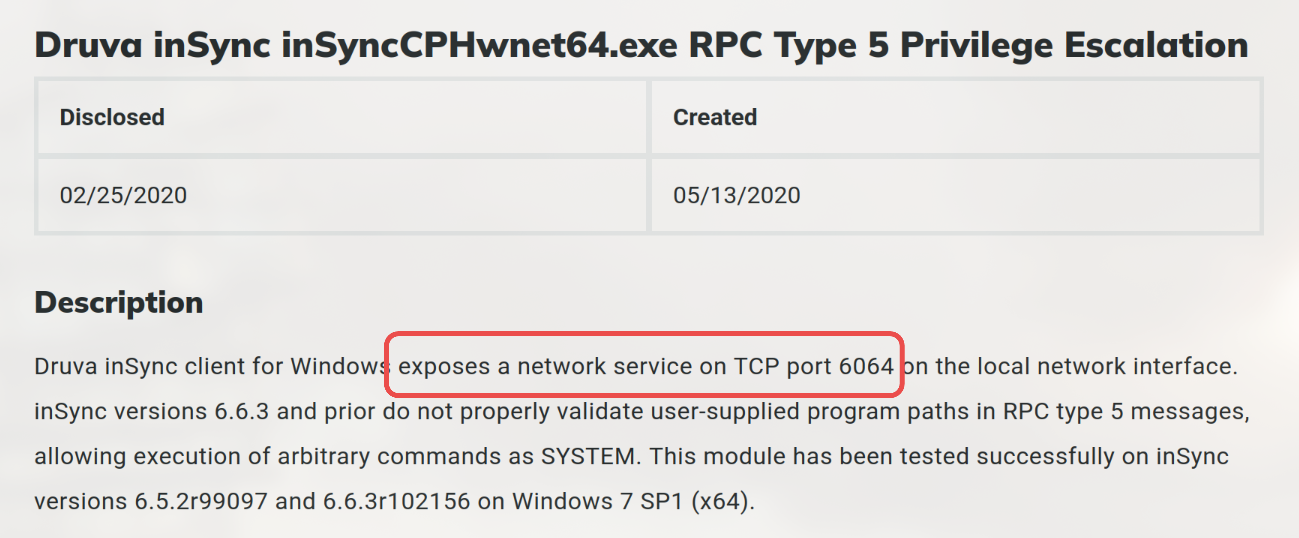 Druva inSync inSyncCPHwnet64.exe RPC Type 5 Privilege Escalation
Disclosed
Created
02/25/2020
05/13/2020
Description
Druva inSync client for Windows exposes a network service on TCP port 6064 on the local network interface.
inSync versions 6.6.3 and prior do not properly validate user-supplied program paths in RPC type 5 messages,
allowing execution of arbitrary commands as SYSTEM. This module has been tested successfully on inSync
versions 6.5.2r99097 and 6.6.3r102156 on Windows 7 SP1 (x64).